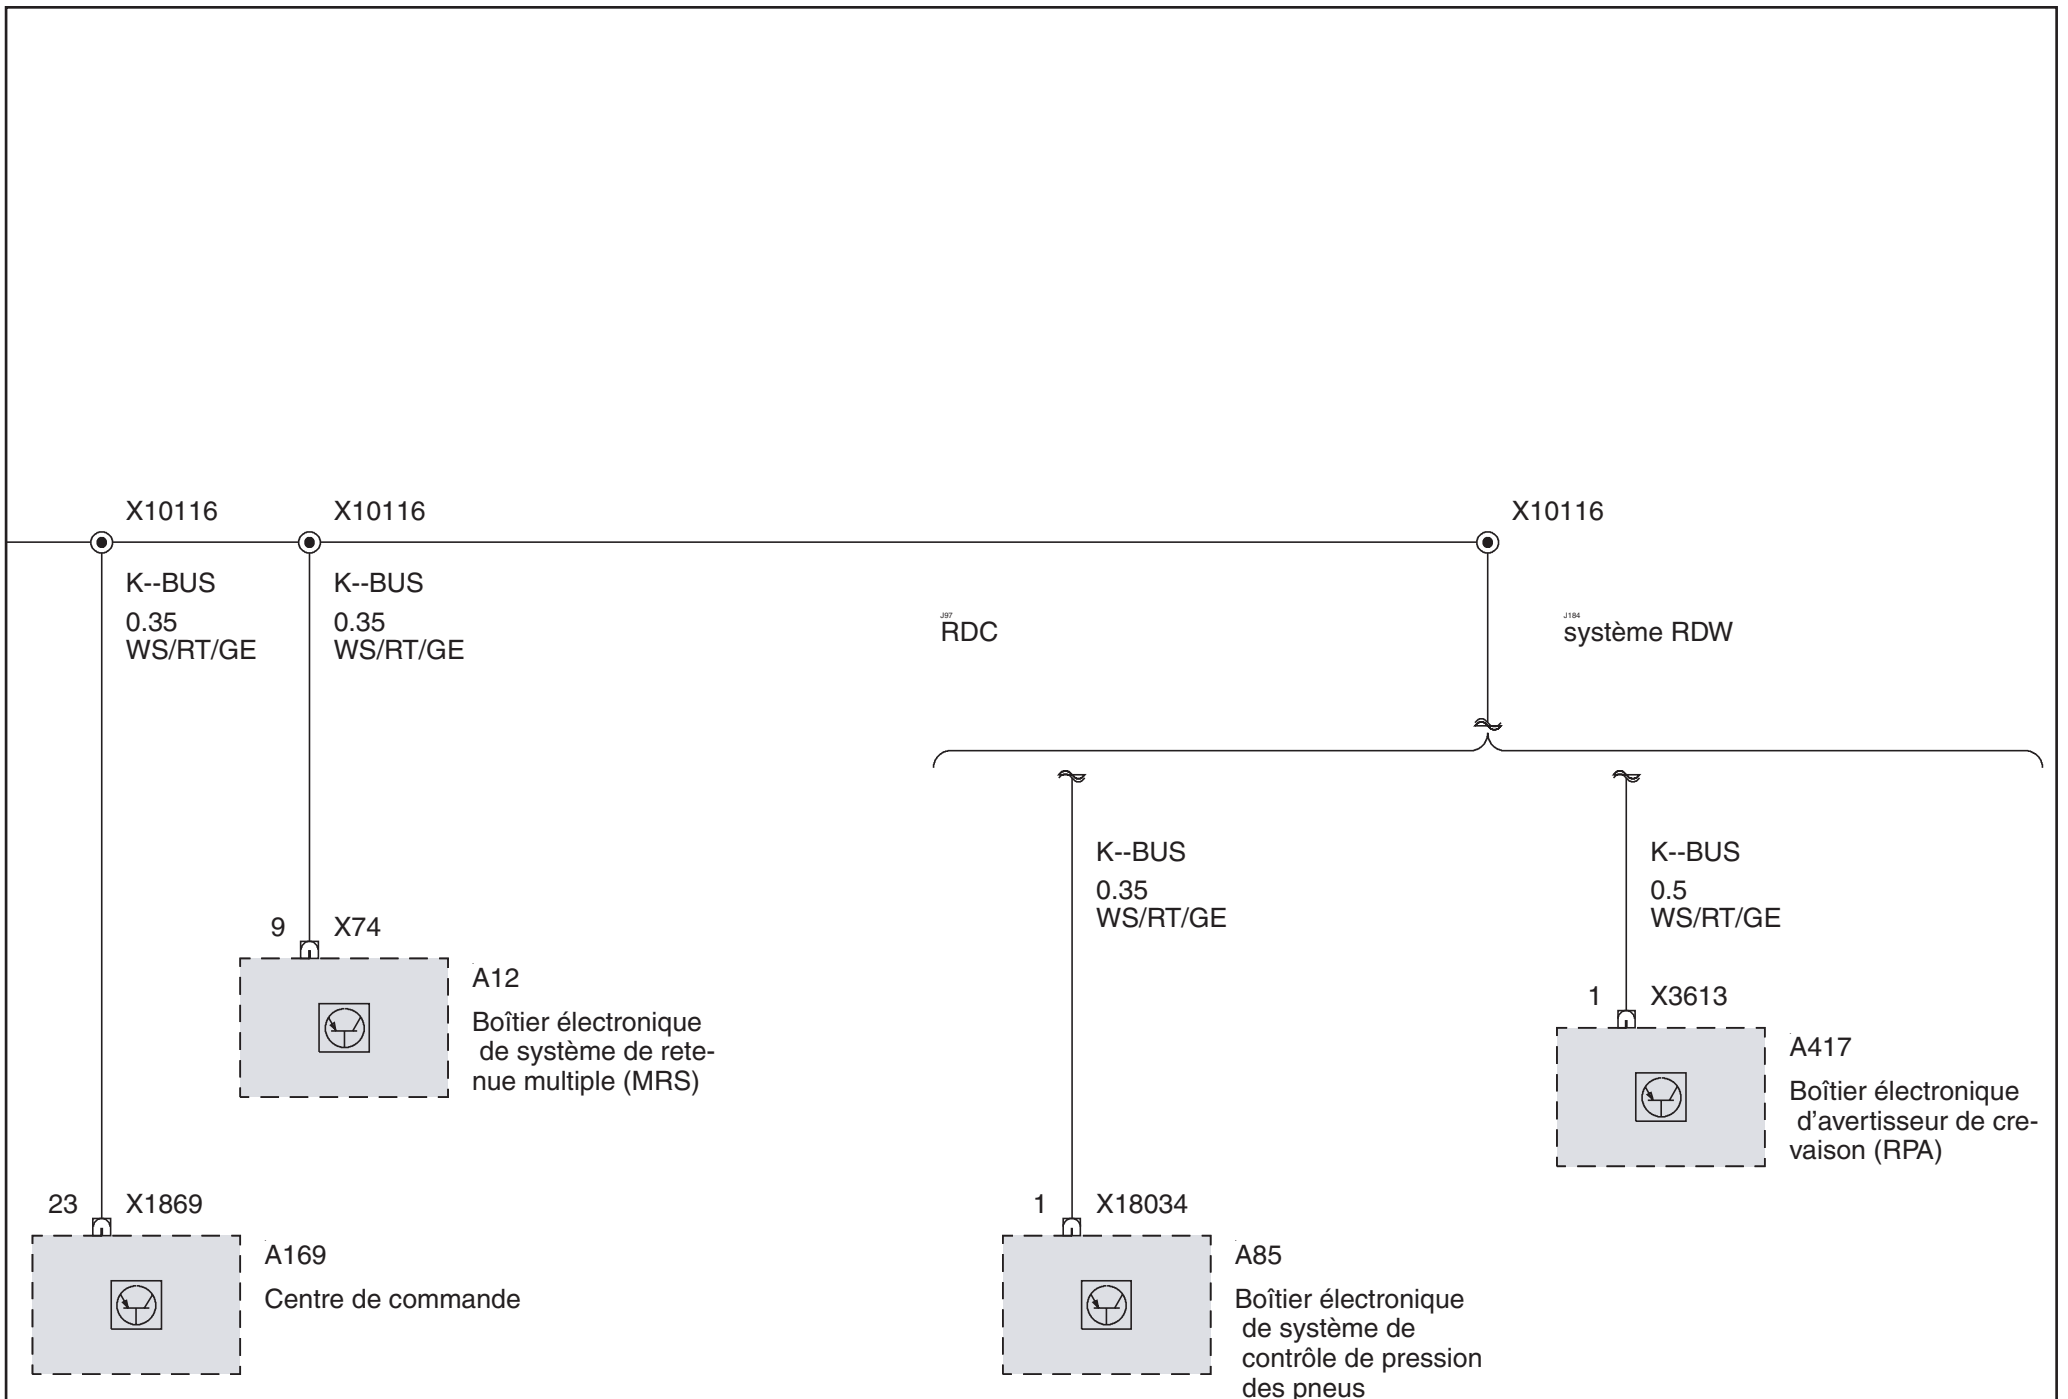 X10116
X10116
X10116
K--BUS
0.35
WS/RT/GE
K--BUS
0.35
WS/RT/GE
J97
RDC
J184
système RDW
K--BUS
0.35
WS/RT/GE
K--BUS
0.5
WS/RT/GE
9 X74
A12
Boîtier électronique
de système de rete-
nue multiple (MRS)
1 X3613
A417
Boîtier électronique
d'avertisseur de cre-
vaison (RPA)
23 X1869
A169
Centre de commande
1 X18034
A85
Boîtier électronique
de système de
contrôle de pression
des pneus